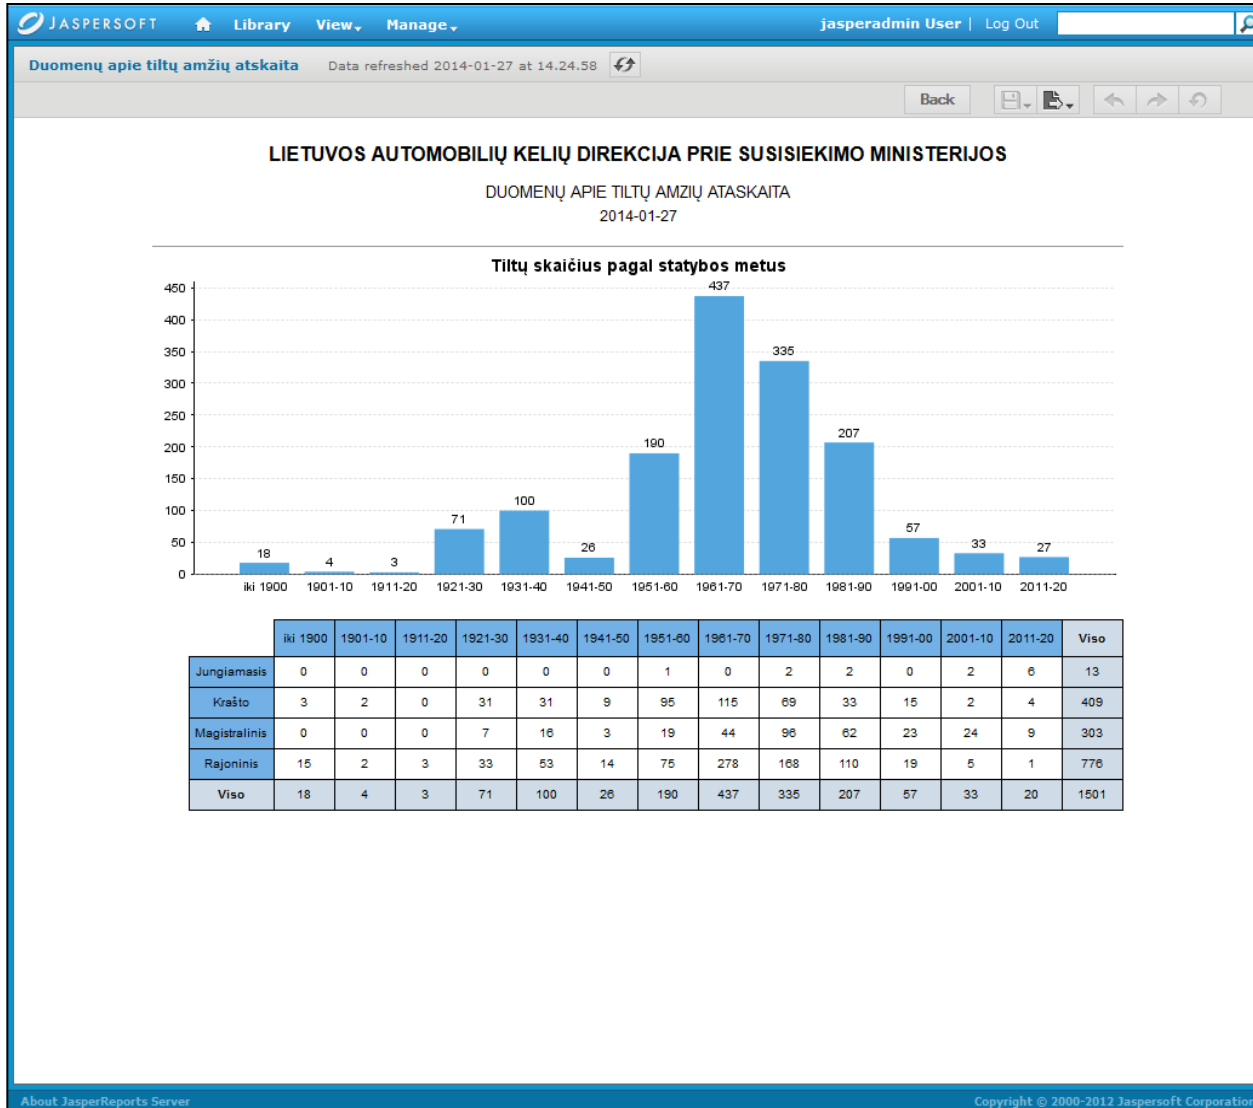 JASPERSOFT Library View Manage jasperadmin User | Log Out
Duomenų apie tiltų amžių atskaita Data refreshed 2014-01-27 at 14.24.58
Back
LIETUVOS AUTOMOBILIŲ KELIŲ DIREKCIJA PRIE SUSISIEKIMO MINISTERIJOS
DUOMENŲ APIE TILTŲ AMZIŲ ATASKAITA
2014-01-27
Tiltų skaičius pagal statybos metus
450
400
350
300
250
200
150
100
50
0
18 4 3 71 100 26 190 437 335 207 57 33 27
iki 1900 1901-10 1911-20 1921-30 1931-40 1941-50 1951-60 1961-70 1971-80 1981-90 1991-00 2001-10 2011-20
iki 1900 1901-10 1911-20 1921-30 1931-40 1941-50 1951-60 1961-70 1971-80 1981-90 1991-00 2001-10 2011-20 Viso
Jungiamasis 0 0 0 0 0 0 1 0 2 2 0 2 6 13
Krašto 3 2 0 31 31 9 95 115 69 33 15 2 4 409
Magistralinis 0 0 0 7 16 3 19 44 96 62 23 24 9 303
Rajoninis 15 2 3 33 53 14 75 278 168 110 19 5 1 776
Viso 18 4 3 71 100 26 190 437 335 207 57 33 20 1501
About JasperReports Server Copyright © 2000-2012 Jaspersoft Corporation